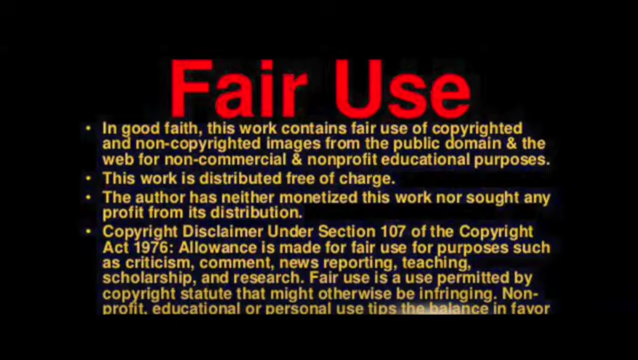 Fair Use
• In good faith, this work contains fair use of copyrighted
and non-copyrighted images from the public domain & the
web for non-commercial & nonprofit educational purposes.
• This work is distributed free of charge.
• The author has neither monetized this work nor sought any
profit from its distribution.
• Copyright Disclaimer Under Section 107 of the Copyright
Act 1976: Allowance is made for fair use for purposes such
as criticism, comment, news reporting, teaching,
scholarship, and research. Fair use is a use permitted by
copyright statute that might otherwise be infringing. Non-
profit, educational or personal use tips the balance in favor